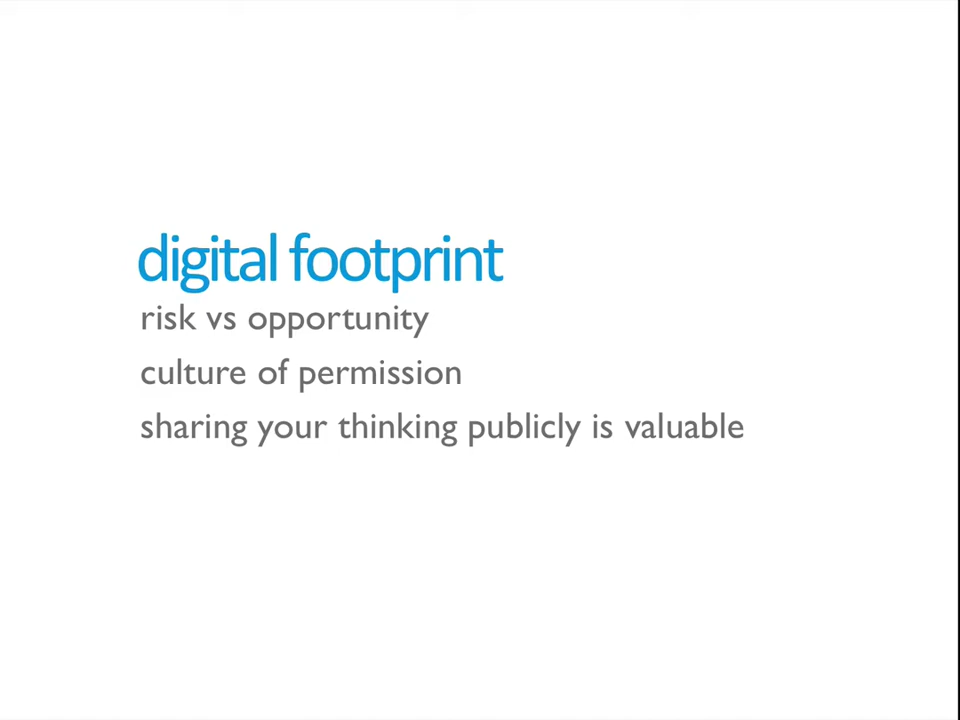 digital footprint
risk vs opportunity
culture of permission
sharing your thinking publicly is valuable